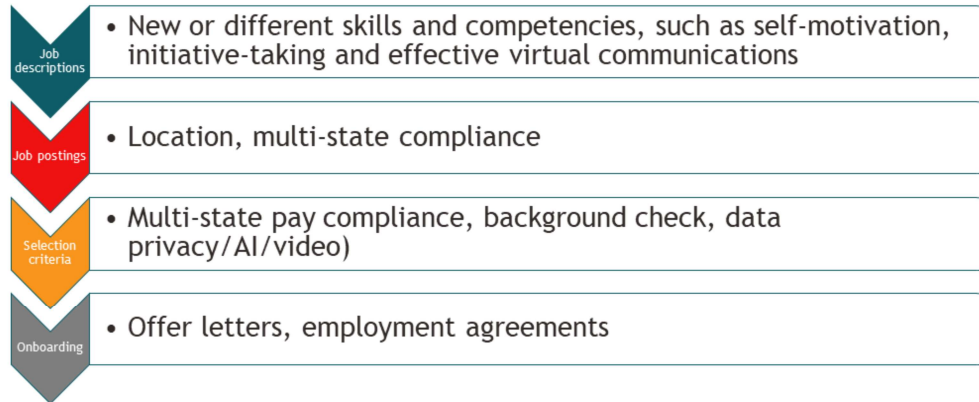 Job
descriptions
• New or different skills and competencies, such as self-motivation,
initiative-taking and effective virtual communications
Job postings
• Location, multi-state compliance
Selection
criteria
• Multi-state pay compliance, background check, data
privacy/AI/video)
Onboarding
• Offer letters, employment agreements